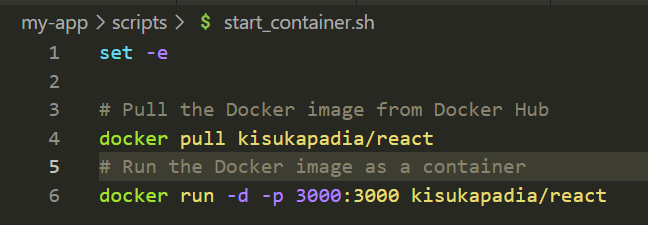 my-app > scripts > $ start_container.sh
1 set -e
2
3 # Pull the Docker image from Docker Hub
4 docker pull kisukapadia/react
5 # Run the Docker image as a container
6 docker run -d -p 3000:3000 kisukapadia/react